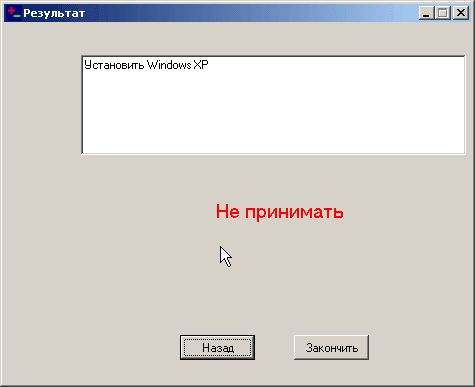 Результат
Установить Windows XP
Не принимать
Назад
Закончить